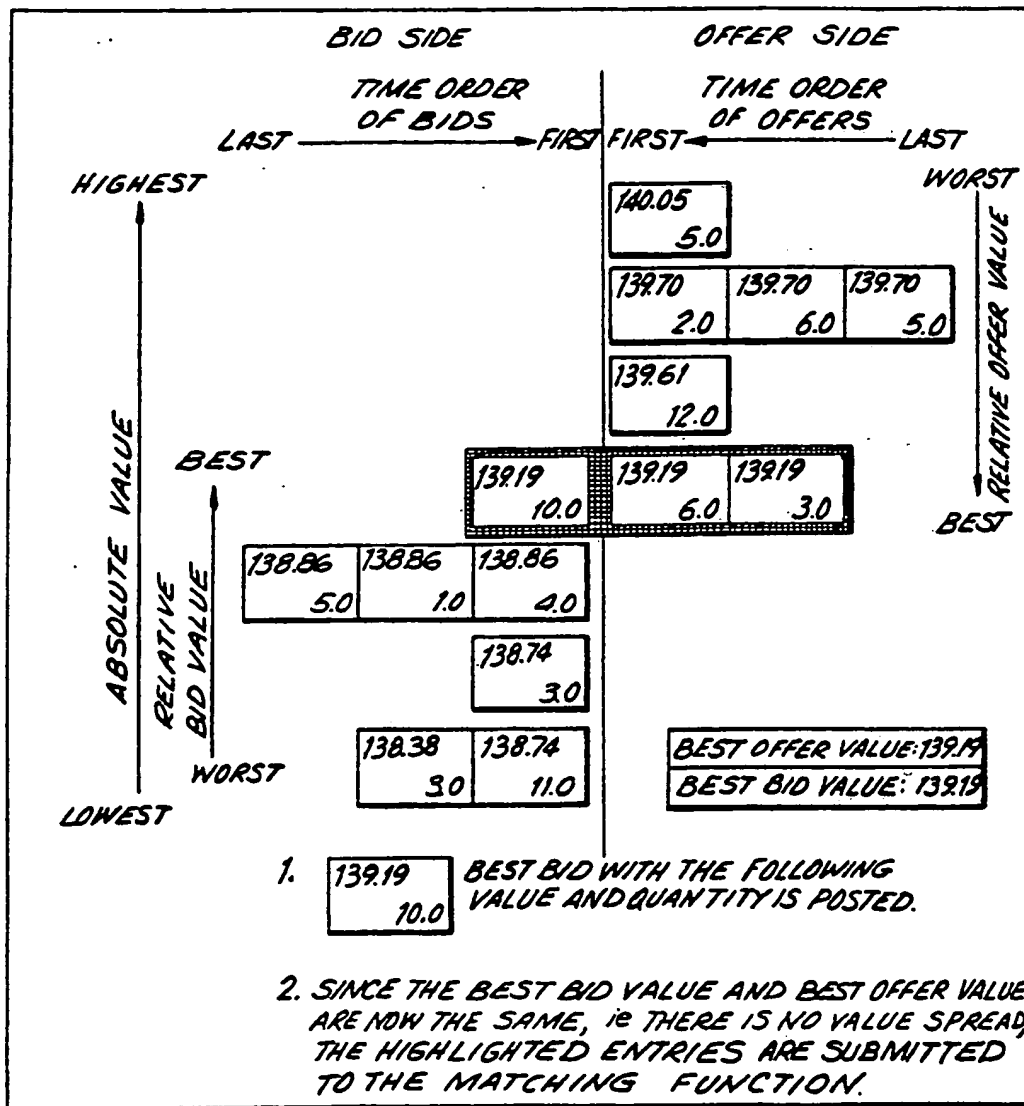 BID SIDE
OFFER SIDE
TIME ORDER
OF BIDS
TIME ORDER
OF OFFERS
LAST
FIRST
FIRST
LAST
HIGHEST
WORST
140.05
5.0
139.70
139.70
139.70
2.0
6.0
5.0
139.61
12.0
RELATIVE OFFER VALUE
BEST
139.19
139.19
139.19
10.0
6.0
3.0
BEST
ABSOLUTE VALUE
RELATIVE
BID VALUE
138.86
138.86
138.86
5.0
1.0
4.0
138.74
3.0
138.38
138.74
3.0
11.0
WORST
LOWEST
BEST OFFER VALUE: 139.19
BEST BID VALUE: 139.19
1.
139.19
10.0
BEST BID WITH THE FOLLOWING
VALUE AND QUANTITY IS POSTED.
2. SINCE THE BEST BID VALUE AND BEST OFFER VALUE
ARE NOW THE SAME, ie THERE IS NO VALUE SPREAD,
THE HIGHLIGHTED ENTRIES ARE SUBMITTED
TO THE MATCHING FUNCTION.